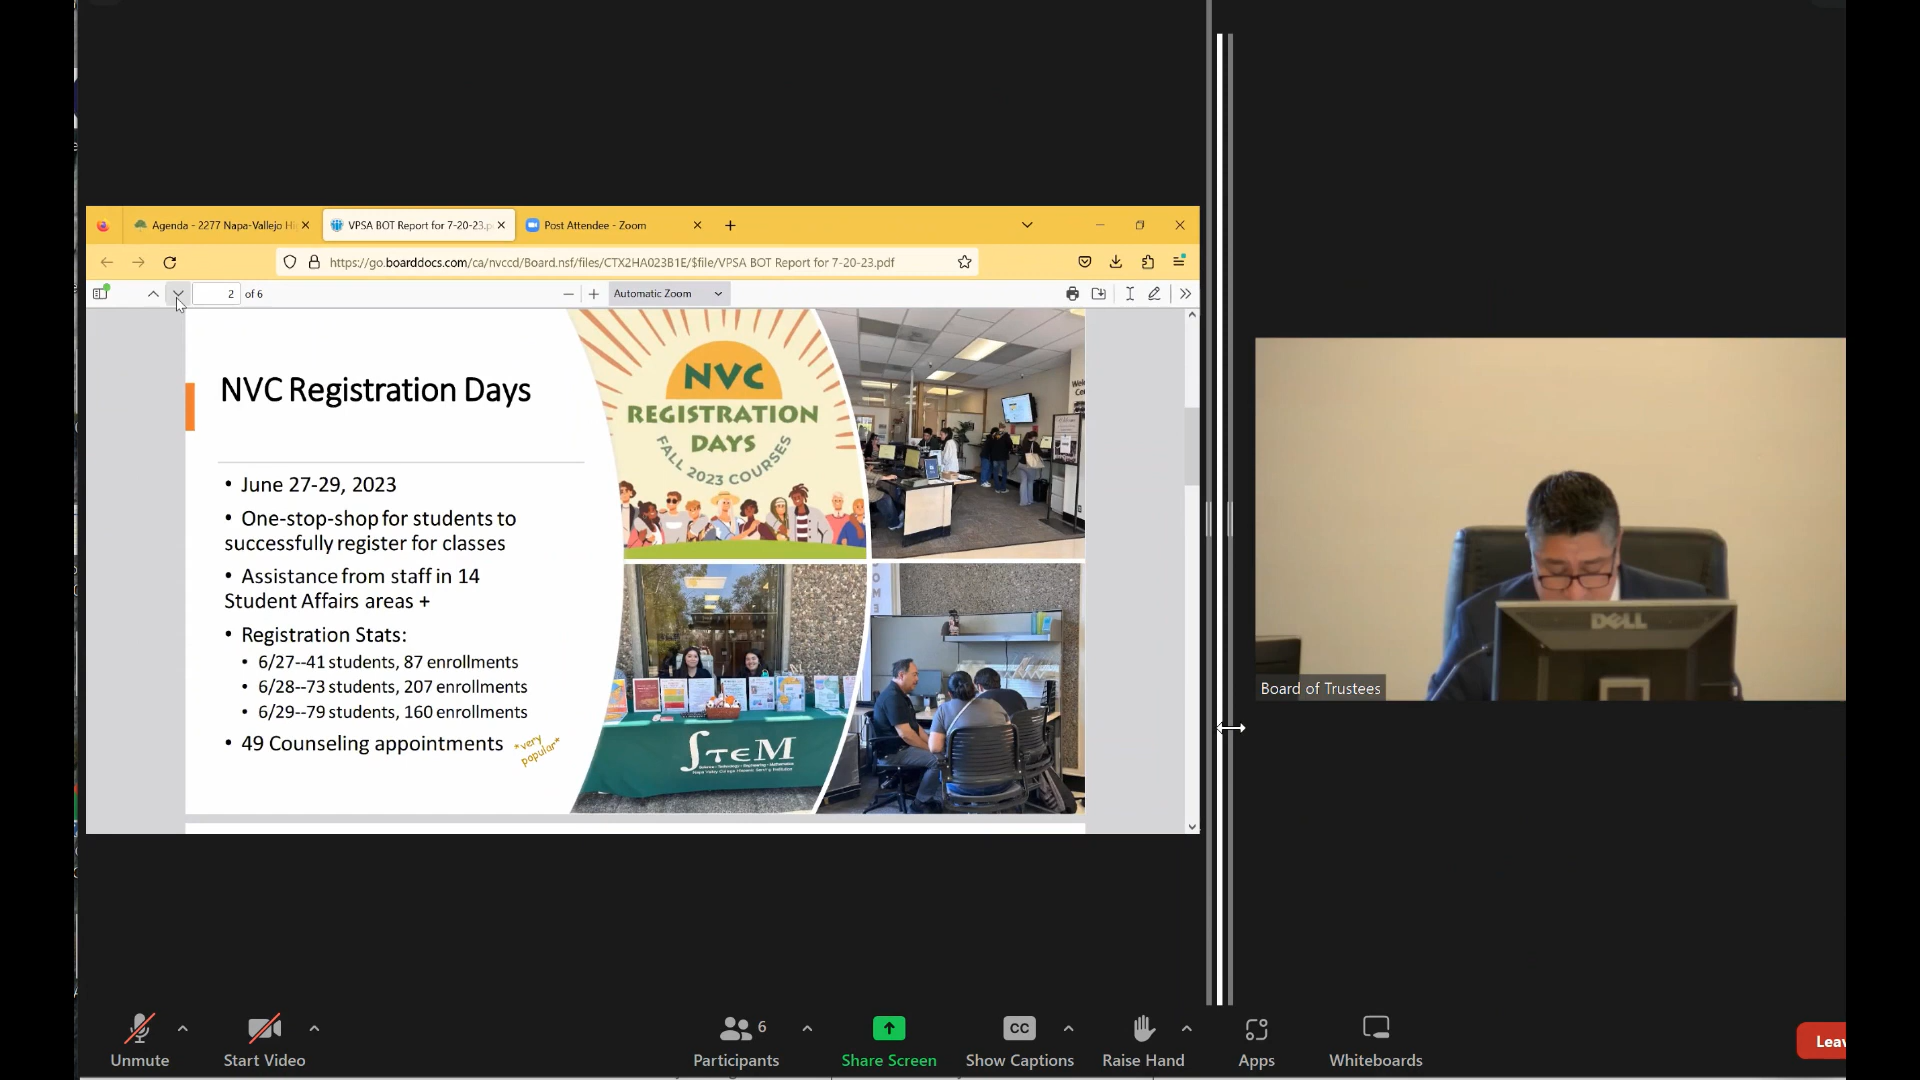 Agenda - 2277 Napa-Vallejo Hi
VPSA BOT Report for 7-20-23.p
Post Attendee - Zoom
https://go.boarddocs.com/ca/nvccd/Board.nsf/files/CTX2HA023B1E/$file/VPSA BOT Report for 7-20-23.pdf
2 of 6
Automatic Zoom
NVC Registration Days
• June 27-29, 2023
• One-stop-shop for students to
successfully register for classes
• Assistance from staff in 14
Student Affairs areas +
• Registration Stats:
• 6/27--41 students, 87 enrollments
• 6/28--73 students, 207 enrollments
• 6/29--79 students, 160 enrollments
• 49 Counseling appointments
*very
popular*
NVC
REGISTRATION
DAYS
FALL 2023 COURSES
STEM
DELL
Board of Trustees
Unmute
Start Video
6
Participants
Share Screen
CC
Show Captions
Raise Hand
Apps
Whiteboards
Leav